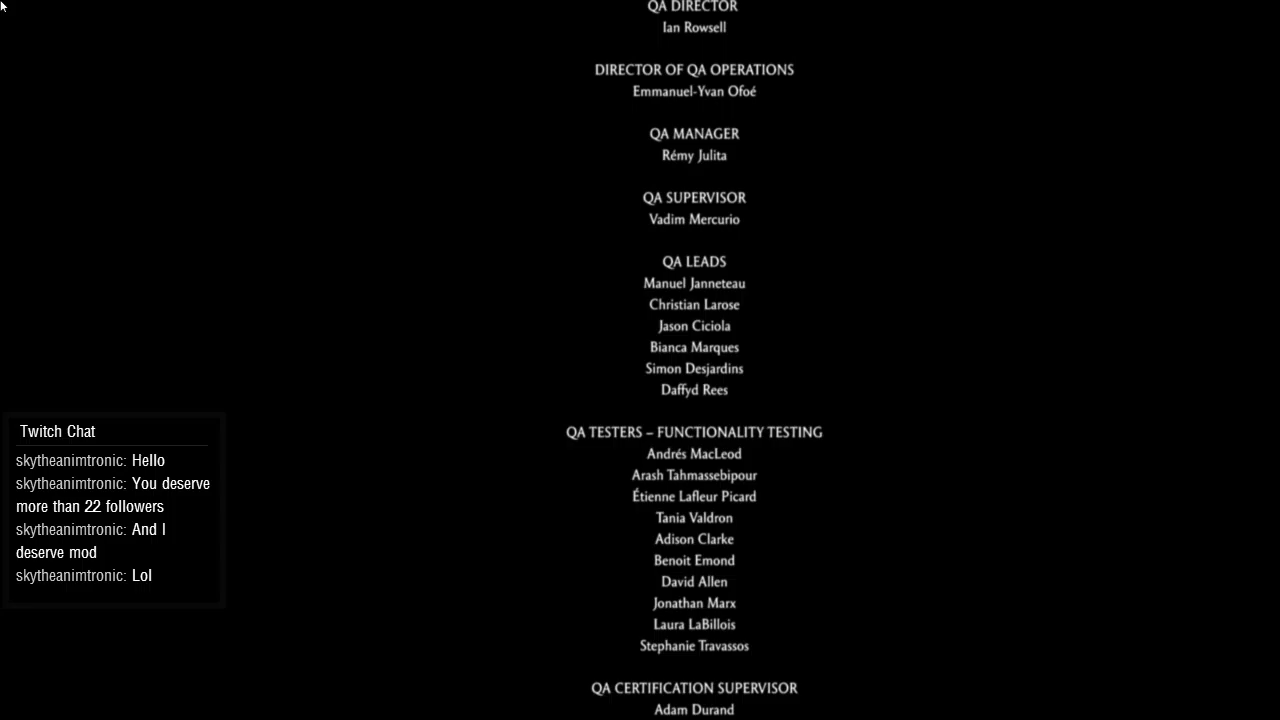 QA DIRECTOR
Ian Rowsell
DIRECTOR OF QA OPERATIONS
Emmanuel-Yvan Ofoé
QA MANAGER
Rémy Julita
QA SUPERVISOR
Vadim Mercurio
QA LEADS
Manuel Janneteau
Christian Larose
Jason Ciciola
Bianca Marques
Simon Desjardins
Daffyd Rees
QA TESTERS – FUNCTIONALITY TESTING
Andrés MacLeod
Arash Tahmassebipour
Étienne Lafleur Picard
Tania Valdron
Adison Clarke
Benoit Emond
David Allen
Jonathan Marx
Laura LaBillois
Stephanie Travassos
QA CERTIFICATION SUPERVISOR
Adam Durand
Twitch Chat
skytheanimtronic: Hello
skytheanimtronic: You deserve
more than 22 followers
skytheanimtronic: And I
deserve mod
skytheanimtronic: Lol